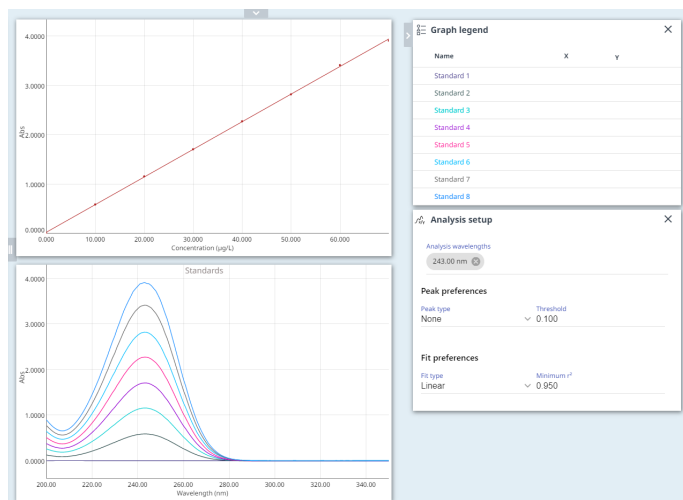 4.0000
3.0000
2.0000
1.0000
0.0000
Abs
0.000 10.000 20.000 30.000 40.000 50.000 60.000
Concentration (µg/L)
Standards
4.0000
3.0000
2.0000
1.0000
0.0000
Abs
200.00 220.00 240.00 260.00 280.00 300.00 320.00 340.00
Wavelength (nm)
Graph legend
Name X Y
Standard 1
Standard 2
Standard 3
Standard 4
Standard 5
Standard 6
Standard 7
Standard 8
Analysis setup
Analysis wavelengths
243.00 nm
Peak preferences
Peak type Threshold
None 0.100
Fit preferences
Fit type Minimum r²
Linear 0.950